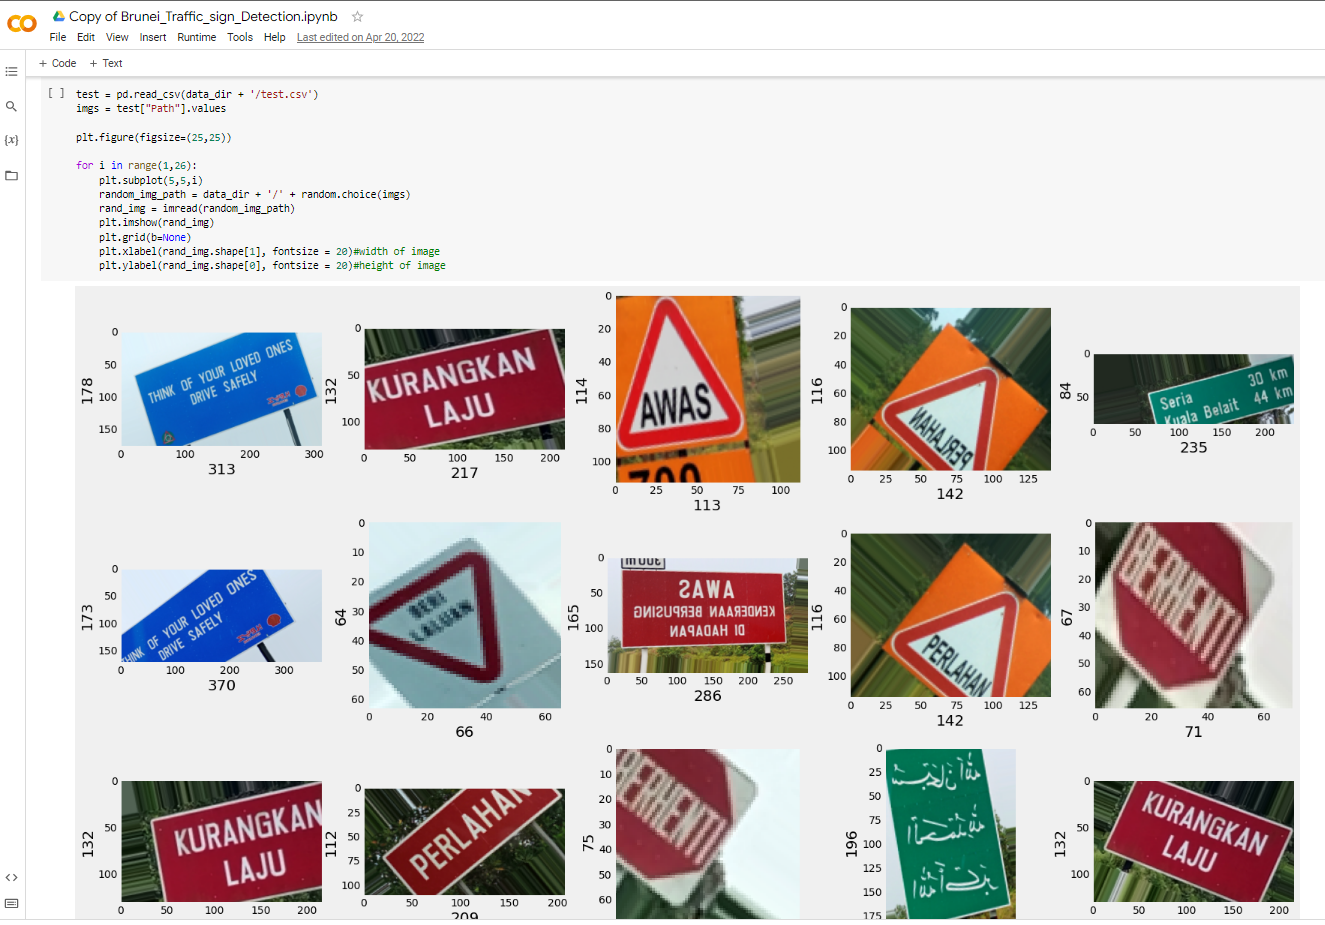 Copy of Brunei_Traffic_sign_Detection.ipynb
File Edit View Insert Runtime Tools Help Last edited on Apr 20, 2022
+ Code + Text
[ ] test = pd.read_csv(data_dir + '/test.csv')
imgs = test["Path"].values
plt.figure(figsize=(25,25))
for i in range(1,26):
plt.subplot(5,5,i)
random_img_path = data_dir + '/' + random.choice(imgs)
rand_img = imread(random_img_path)
plt.imshow(rand_img)
plt.grid(b=None)
plt.xlabel(rand_img.shape[1], fontsize = 20)#width of image
plt.ylabel(rand_img.shape[0], fontsize = 20)#height of image
THINK OF YOUR LOVED ONES
DRIVE SAFELY
0
50
100
150
178
0 100 200 300
313
KURANGKAN
LAJU
0
50
100
132
0 50 100 150 200
217
AWAS
700
0
20
40
60
80
100
114
0 25 50 75 100
113
PERLAHAN
0
20
40
60
80
100
116
0 25 50 75 100 125
142
30 km
Seria
Kuala Belait 44 km
0
50
84
0 50 100 150 200
235
THINK OF YOUR LOVED ONES
DRIVE SAFELY
0
50
100
150
173
0 100 200 300
370
BERI
LALUAN
0
10
20
30
40
50
60
64
0 20 40 60
66
300m
AWAS
KENDERAAN BERPUSING
DI HADAPAN
0
50
100
150
165
0 50 100 150 200 250
286
PERLAHAN
0
20
40
60
80
100
116
0 25 50 75 100 125
142
BERHENTI
0
10
20
30
40
50
60
67
0 20 40 60
71
KURANGKAN
LAJU
0
50
100
132
0 50 100 150 200
PERLAHAN
0
25
50
75
100
112
0 50 100 150 200
209
BERHENTI
0
10
20
30
40
50
60
75
0
25
50
75
100
125
150
175
196
KURANGKAN
LAJU
0
50
100
132
0 50 100 150 200